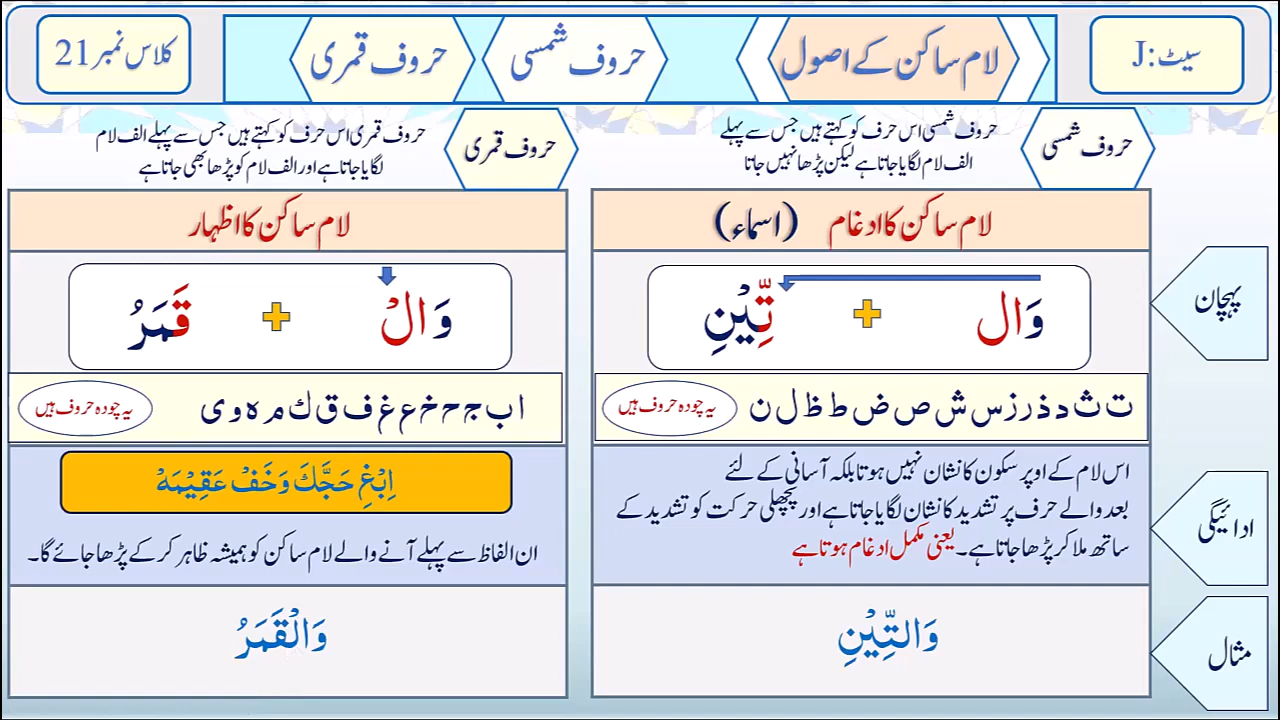 سیٹ: J
لام ساکن کے اصول
حروف شمسی
حروف قمری
کلاس نمبر 21
حروف شمسی
حروف شمسی اس حرف کو کہتے ہیں جس سے پہلے
الف لام لگایا جاتا ہے لیکن پڑھا نہیں جاتا
حروف قمری
حروف قمری اس حرف کو کہتے ہیں جس سے پہلے الف لام
لگایا جاتا ہے اور الف لام کو پڑھا بھی جاتا ہے
لام ساکن کا ادغام (اسماء)
لام ساکن کا اظہار
پہچان
وَال + تِّيْنِ
وَالْ + قَمَرُ
ت ث د ذ ر ز س ش ص ض ط ظ ل ن
یہ چودہ حروف ہیں
ا ب ج ح خ ع غ ف ق ك م ہ و ی
یہ چودہ حروف ہیں
ادائیگی
اس لام کے اوپر سکون کا نشان نہیں ہوتا بلکہ آسانی کے لئے
بعد والے حرف پر تشدید کا نشان لگایا جاتا ہے اور پچھلی حرکت کو تشدید کے
ساتھ ملا کر پڑھا جاتا ہے۔ یعنی مکمل ادغام ہوتا ہے
اِبْغِ حَجَّكَ وَخَفْ عَقِيْمَهْ
ان الفاظ سے پہلے آنے والے لام ساکن کو ہمیشہ ظاہر کر کے پڑھا جائے گا۔
مثال
وَالتِّيْنِ
وَالْقَمَرُ